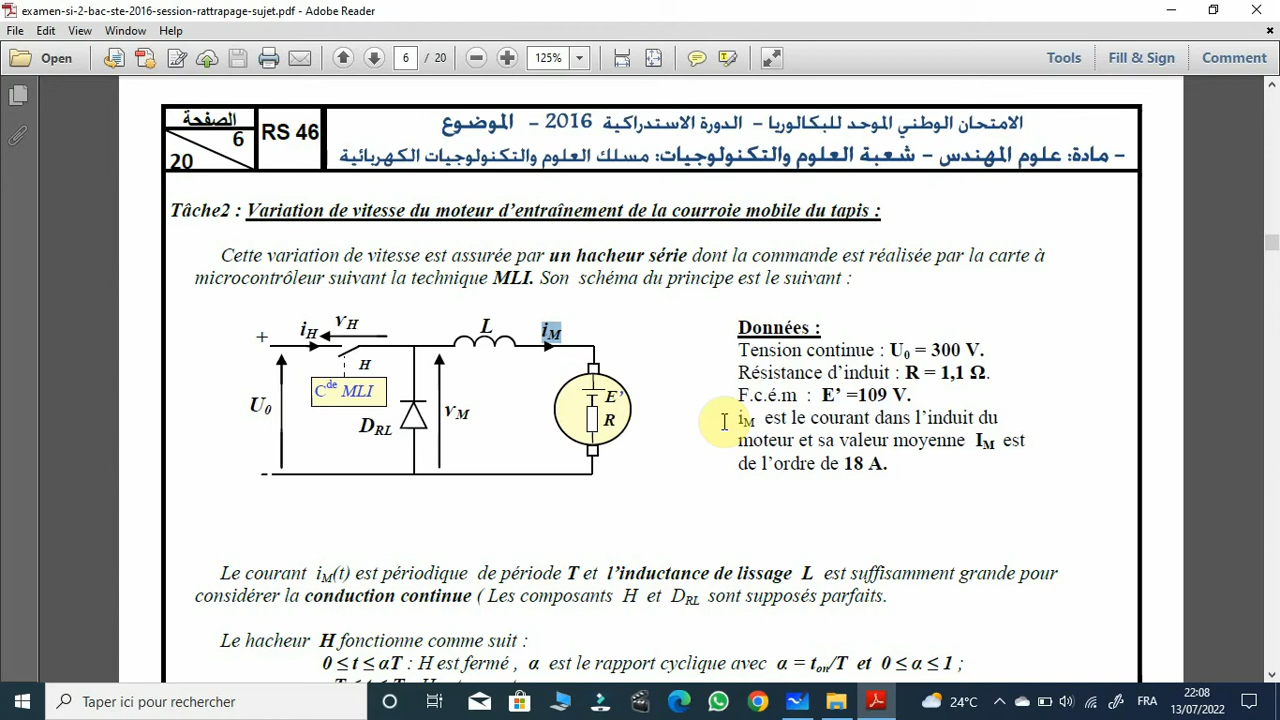 examen-si-2-bac-ste-2016-session-rattrapage-sujet.pdf - Adobe Reader
File Edit View Window Help
Open 6 / 20 125% Tools Fill & Sign Comment
الصفحة
6
20
RS 46
الامتحان الوطني الموحد للبكالوريا – الدورة الاستدراكية 2016 – الموضوع
– مادة: علوم المهندس – شعبة العلوم والتكنولوجيات: مسلك العلوم والتكنولوجيات الكهربائية
Tâche2 : Variation de vitesse du moteur d’entraînement de la courroie mobile du tapis :
Cette variation de vitesse est assurée par un hacheur série dont la commande est réalisée par la carte à
microcontrôleur suivant la technique MLI. Son schéma du principe est le suivant :
+ iH vH L iM
H
Cde MLI
U0 DRL vM E’ R
-
Données :
Tension continue : U0 = 300 V.
Résistance d’induit : R = 1,1 Ω.
F.c.é.m : E’ =109 V.
iM est le courant dans l’induit du
moteur et sa valeur moyenne IM est
de l’ordre de 18 A.
Le courant iM(t) est périodique de période T et l’inductance de lissage L est suffisamment grande pour
considérer la conduction continue ( Les composants H et DRL sont supposés parfaits.
Le hacheur H fonctionne comme suit :
0 ≤ t ≤ αT : H est fermé , α est le rapport cyclique avec α = ton/T et 0 ≤ α ≤ 1 ;
Taper ici pour rechercher
24°C FRA 22:08
13/07/2022